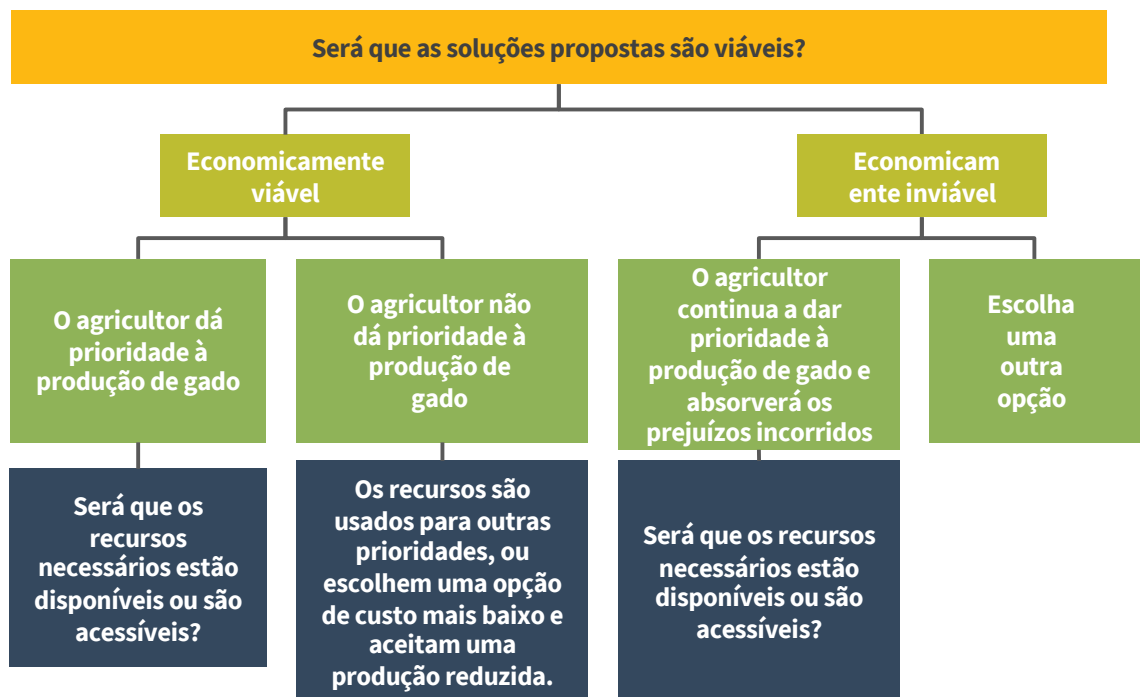 Será que as soluções propostas são viáveis?
Economicamente
viável
Economicam
ente inviável
O agricultor dá
prioridade à
produção de gado
O agricultor não
dá prioridade à
produção de
gado
O agricultor
continua a dar
prioridade à
produção de gado e
absorverá os
prejuízos incorridos
Escolha
uma
outra
opção
Será que os
recursos
necessários estão
disponíveis ou são
acessíveis?
Os recursos são
usados para outras
prioridades, ou
escolhem uma opção
de custo mais baixo e
aceitam uma
produção reduzida.
Será que os recursos
necessários estão
disponíveis ou são
acessíveis?